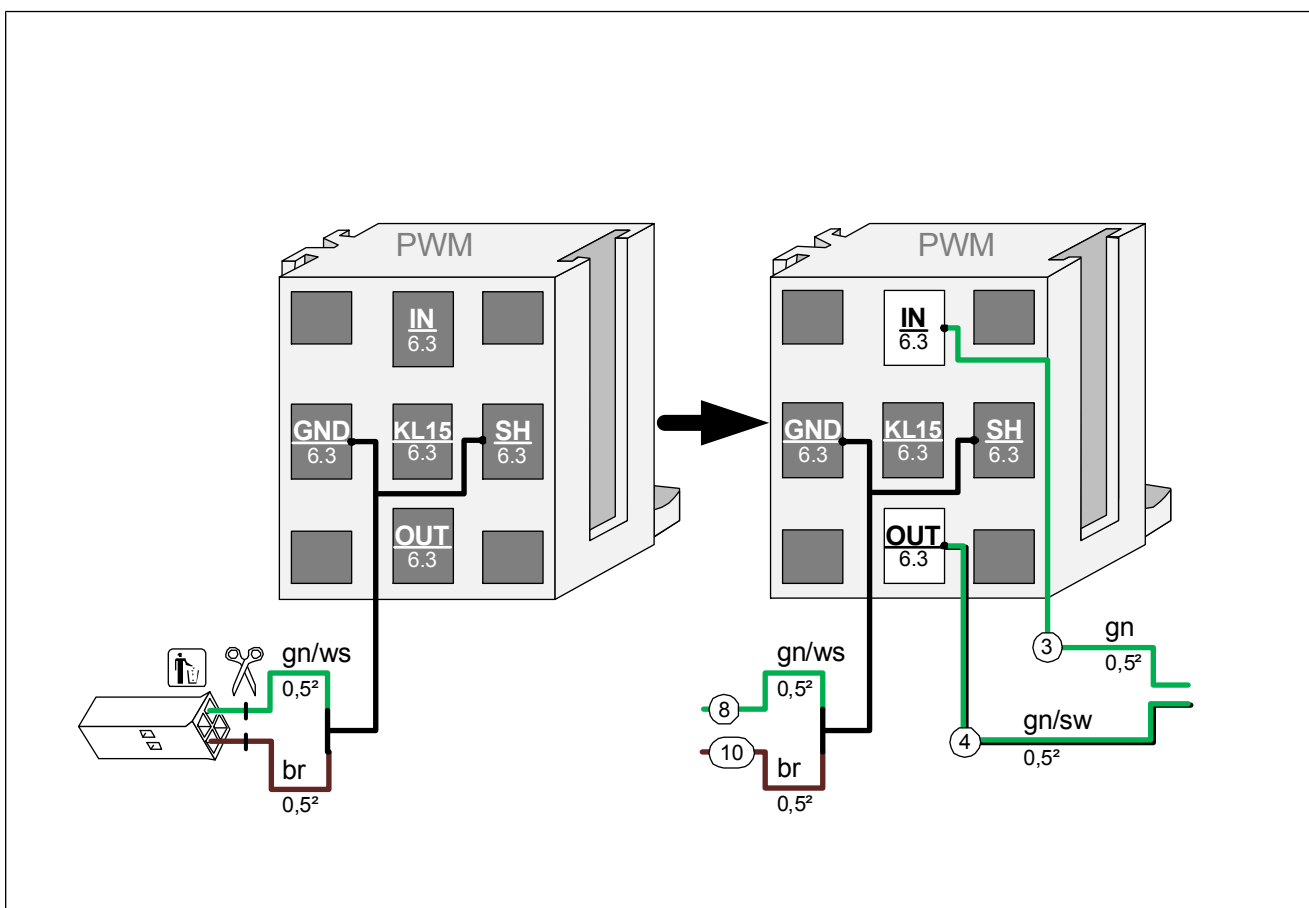 PWM
IN
6.3
GND
6.3
KL15
6.3
SH
6.3
OUT
6.3
gn/ws
0,5²
br
0,5²
PWM
IN
6.3
GND
6.3
KL15
6.3
SH
6.3
OUT
6.3
gn/ws
0,5²
8
10
br
0,5²
3
gn
0,5²
4
gn/sw
0,5²